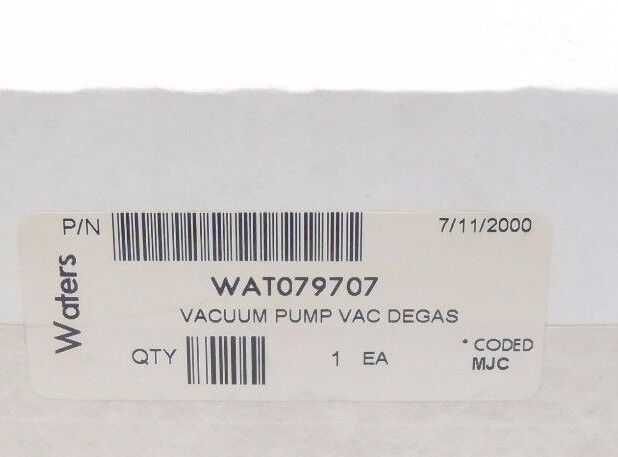 P/N 7/11/2000
WAT079707
Waters
VACUUM PUMP VAC DEGAS
QTY 1 EA * CODED
MJC